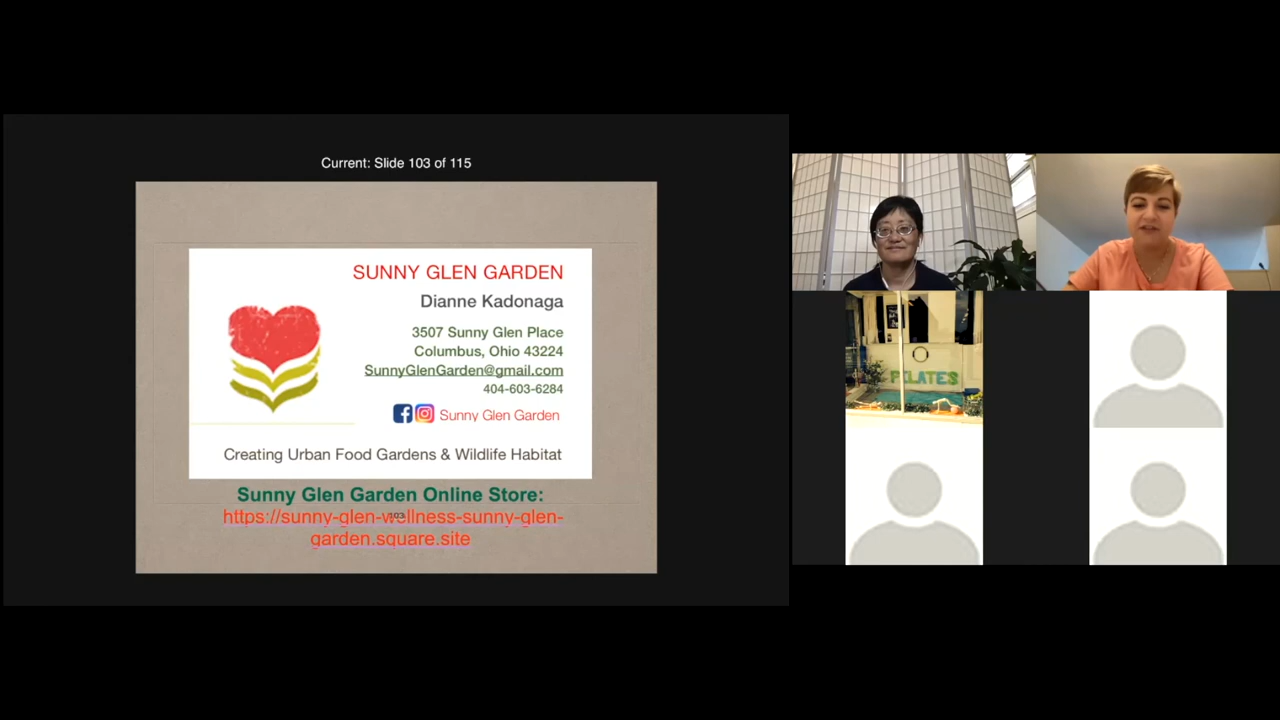 Current: Slide 103 of 115
SUNNY GLEN GARDEN
Dianne Kadonaga
3507 Sunny Glen Place
Columbus, Ohio 43224
SunnyGlenGarden@gmail.com
404-603-6284
Sunny Glen Garden
Creating Urban Food Gardens & Wildlife Habitat
Sunny Glen Garden Online Store:
https://sunny-glen-wellness-sunny-glen-
garden.square.site
103
PILATES